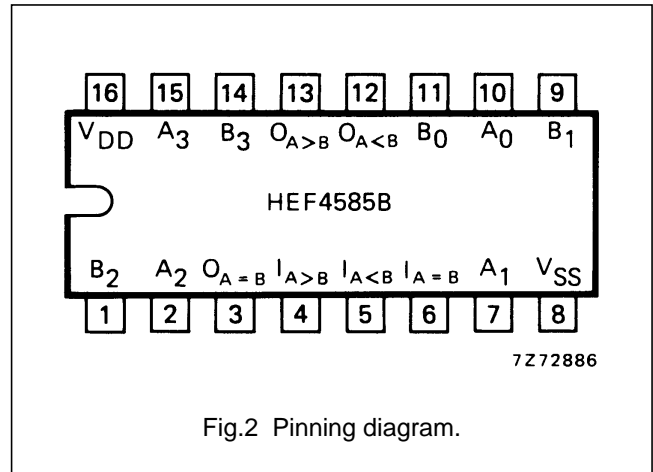 16 15 14 13 12 11 10 9
VDD A3 B3 OA>B OA<B B0 A0 B1
HEF4585B
B2 A2 OA=B IA>B IA<B IA=B A1 VSS
1 2 3 4 5 6 7 8
7Z72886
Fig.2 Pinning diagram.